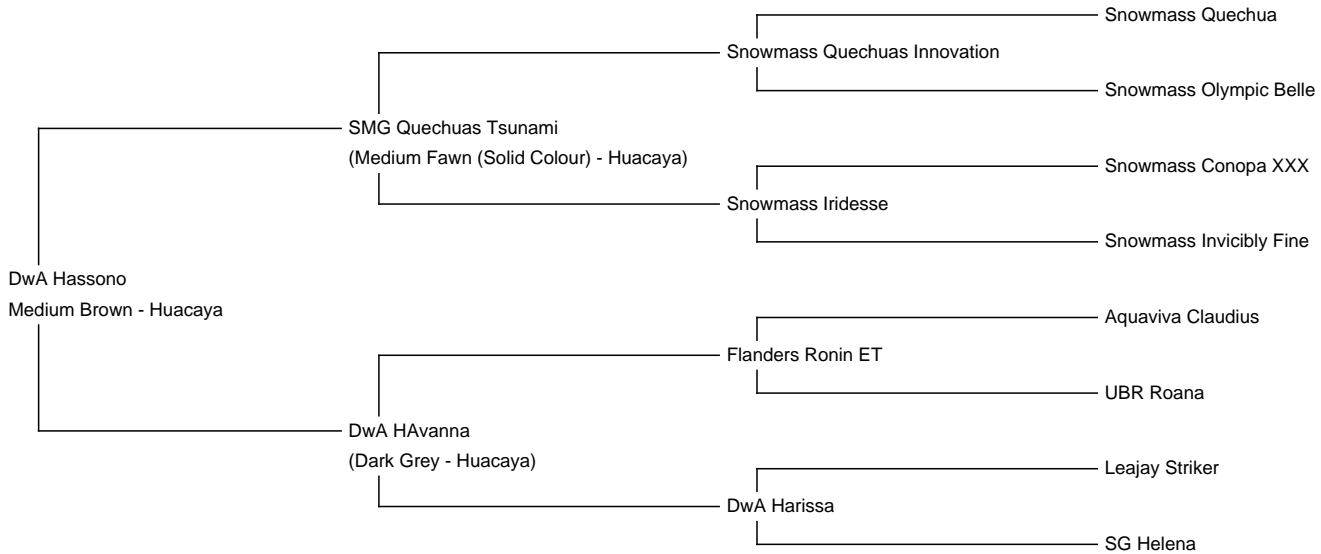 Snowmass Quechua
Snowmass Quechuas Innovation
Snowmass Olympic Belle
SMG Quechuas Tsunami
(Medium Fawn (Solid Colour) - Huacaya)
Snowmass Conopa XXX
Snowmass Iridesse
Snowmass Invicibly Fine
DwA Hassono
Medium Brown - Huacaya
Aquaviva Claudius
Flanders Ronin ET
UBR Roana
DwA HAvanna
(Dark Grey - Huacaya)
Leajay Striker
DwA Harissa
SG Helena